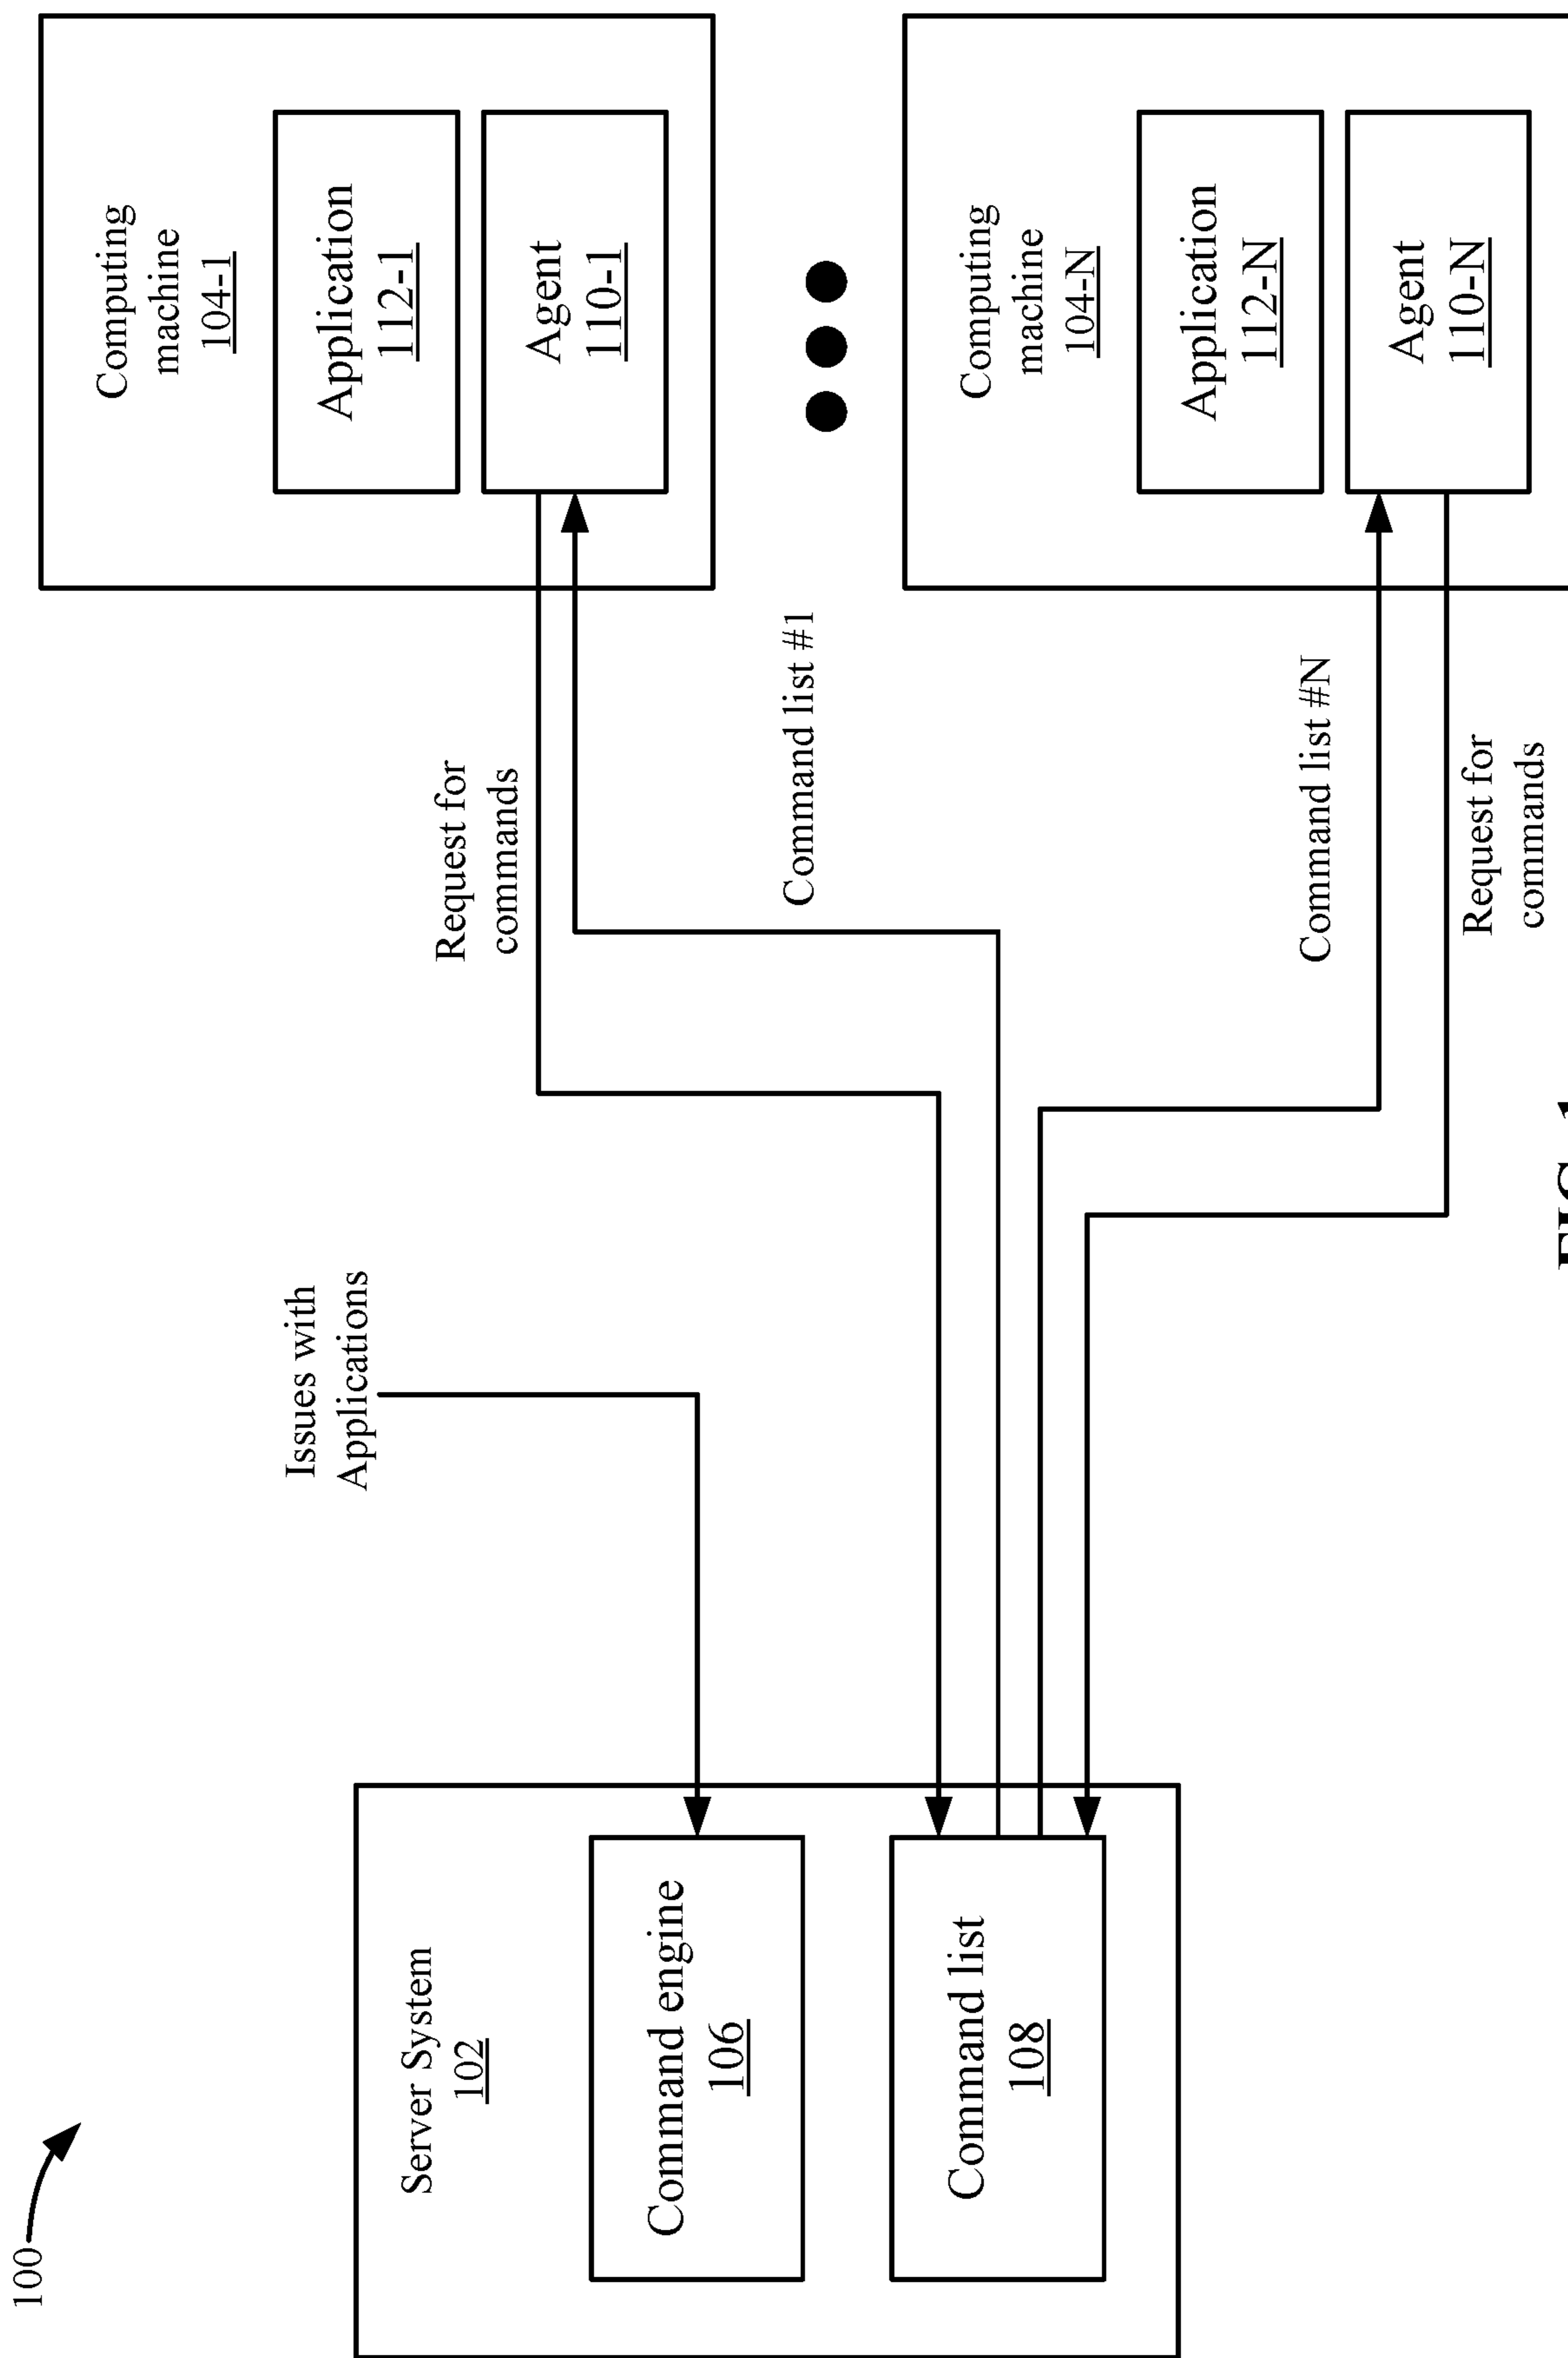 100
Server System
102
Command engine
106
Command list
108
Issues with
Applications
Request for
commands
Command list #1
Command list #N
Request for
commands
Computing
machine
104-1
Application
112-1
Agent
110-1
Computing
machine
104-N
Application
112-N
Agent
110-N